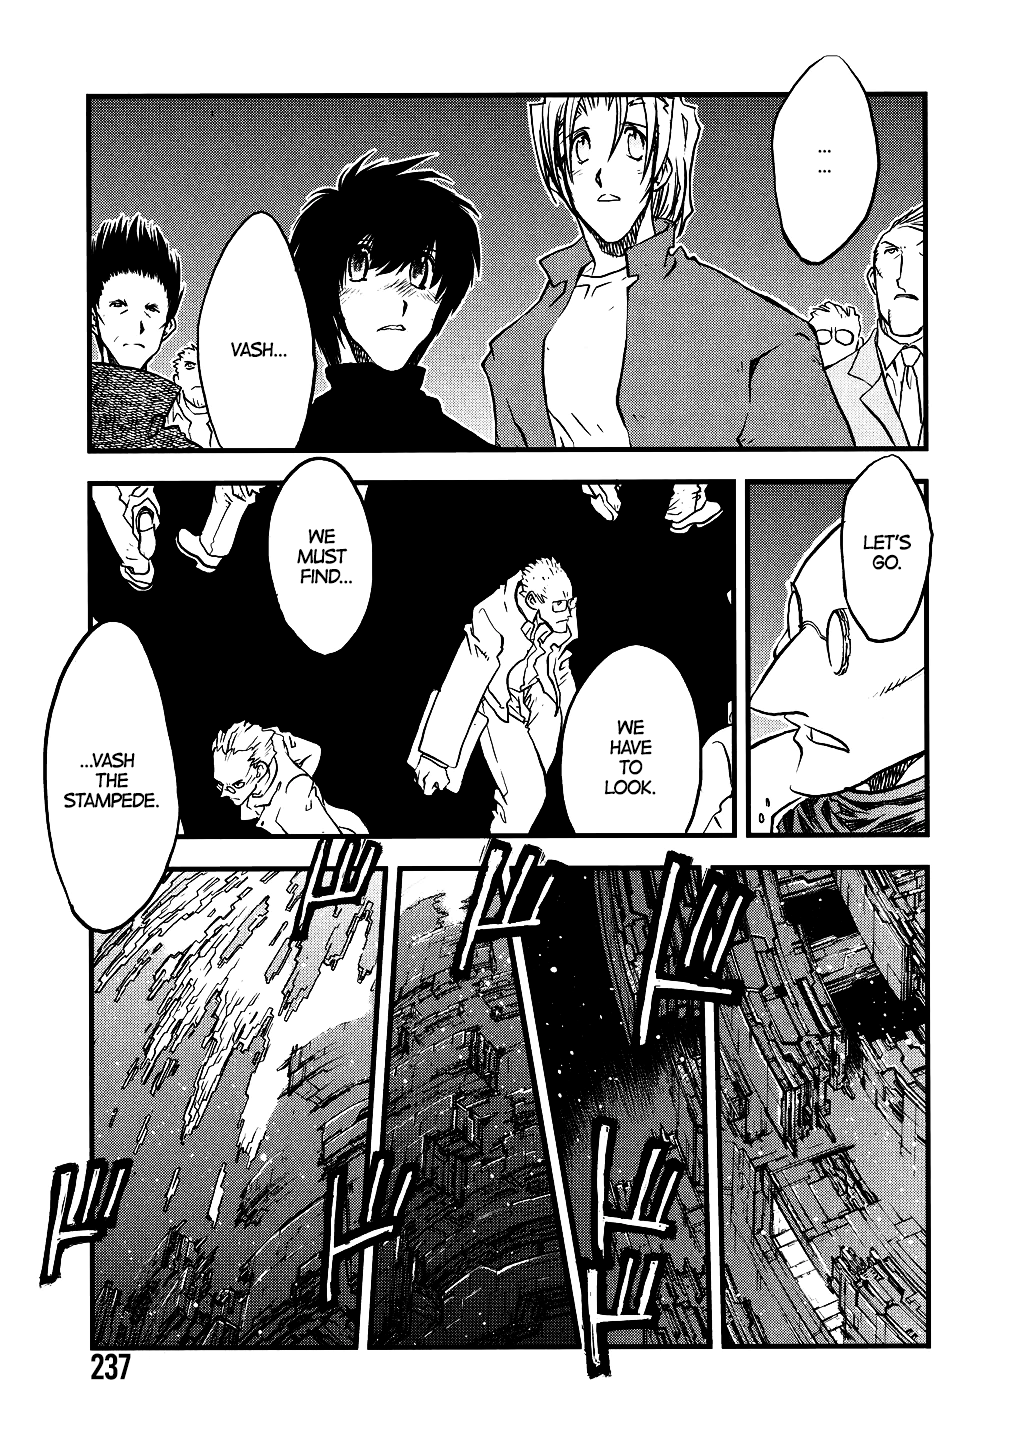 ...
...
VASH...
LET'S
GO.
WE
HAVE
TO
LOOK.
WE
MUST
FIND...
...VASH
THE
STAMPEDE.
ド
ド
ド
ド
ド
ド
ド
237